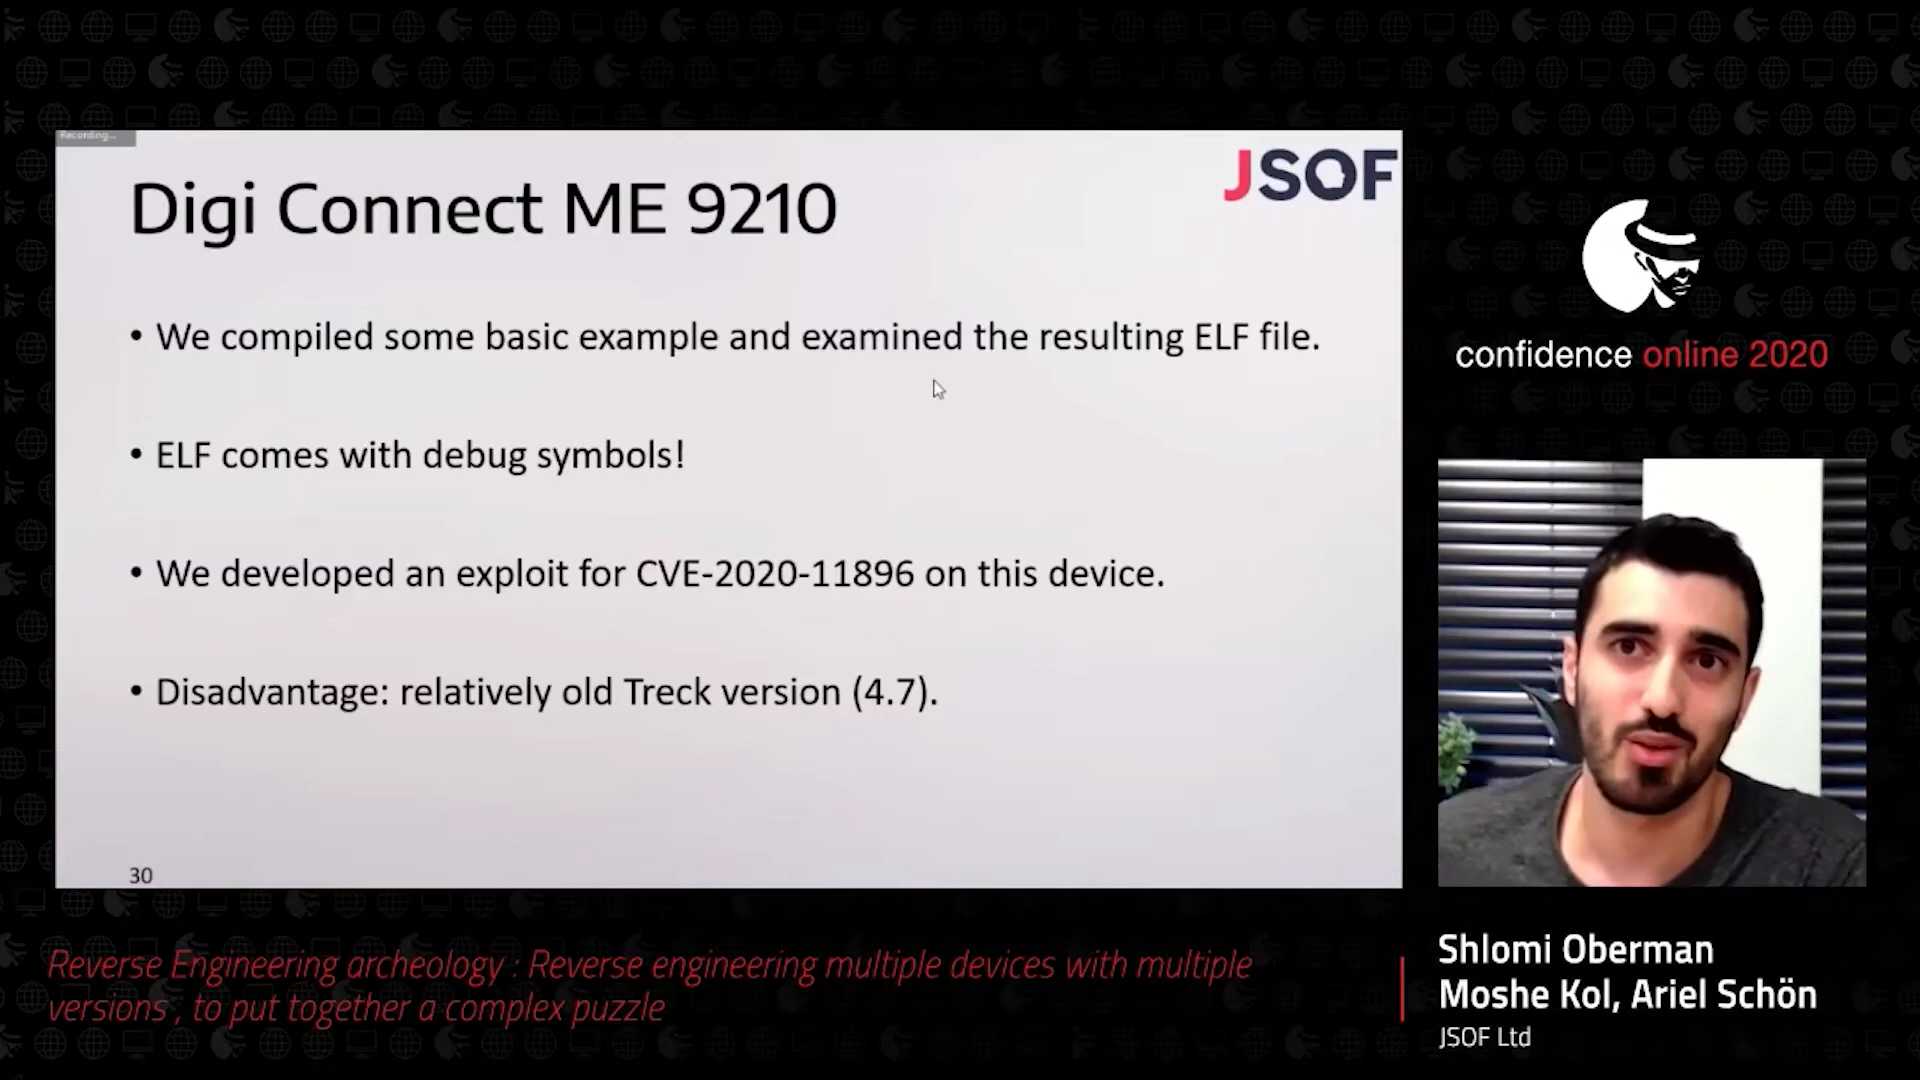 Recording...
JSOF
Digi Connect ME 9210
• We compiled some basic example and examined the resulting ELF file.
• ELF comes with debug symbols!
• We developed an exploit for CVE-2020-11896 on this device.
• Disadvantage: relatively old Treck version (4.7).
30
confidence online 2020
Reverse Engineering archeology : Reverse engineering multiple devices with multiple
versions , to put together a complex puzzle
Shlomi Oberman
Moshe Kol, Ariel Schön
JSOF Ltd